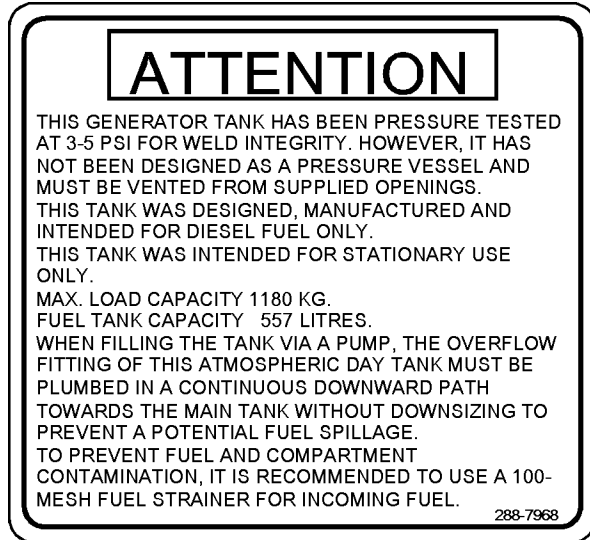 ATTENTION
THIS GENERATOR TANK HAS BEEN PRESSURE TESTED
AT 3-5 PSI FOR WELD INTEGRITY. HOWEVER, IT HAS
NOT BEEN DESIGNED AS A PRESSURE VESSEL AND
MUST BE VENTED FROM SUPPLIED OPENINGS.
THIS TANK WAS DESIGNED, MANUFACTURED AND
INTENDED FOR DIESEL FUEL ONLY.
THIS TANK WAS INTENDED FOR STATIONARY USE
ONLY.
MAX. LOAD CAPACITY 1180 KG.
FUEL TANK CAPACITY 557 LITRES.
WHEN FILLING THE TANK VIA A PUMP, THE OVERFLOW
FITTING OF THIS ATMOSPHERIC DAY TANK MUST BE
PLUMBED IN A CONTINUOUS DOWNWARD PATH
TOWARDS THE MAIN TANK WITHOUT DOWNSIZING TO
PREVENT A POTENTIAL FUEL SPILLAGE.
TO PREVENT FUEL AND COMPARTMENT
CONTAMINATION, IT IS RECOMMENDED TO USE A 100-
MESH FUEL STRAINER FOR INCOMING FUEL.
288-7968